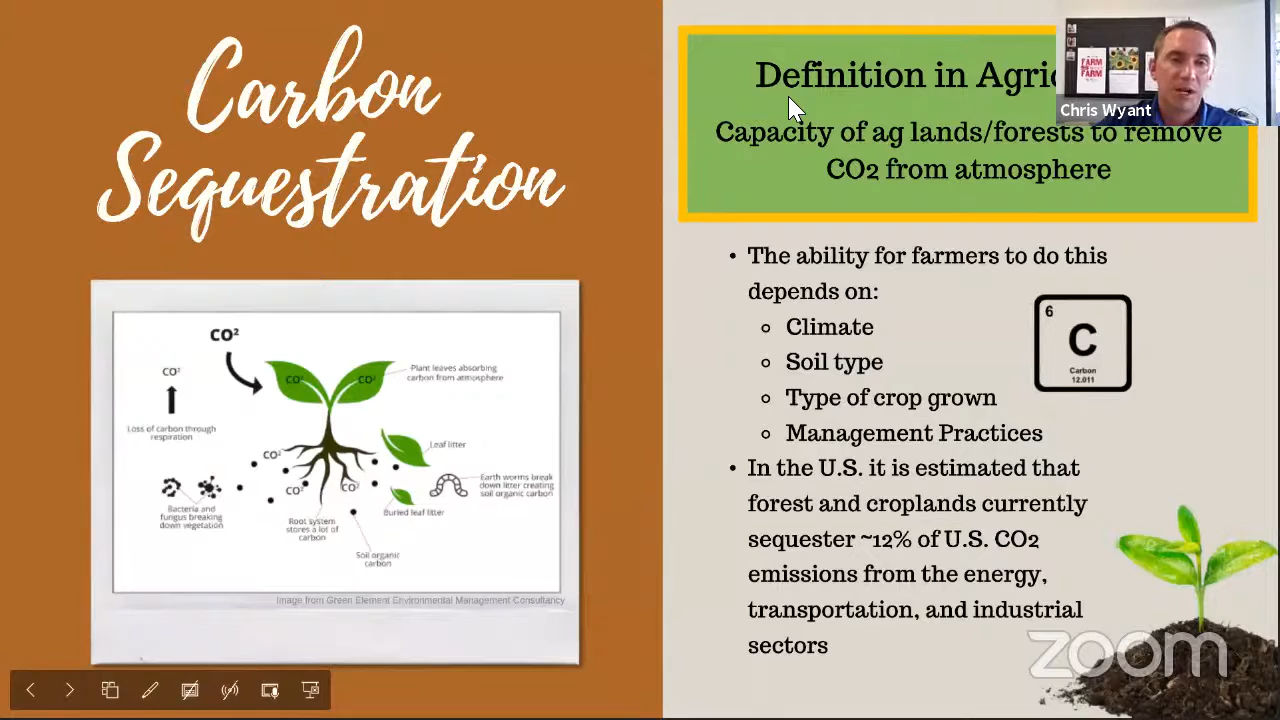 Carbon
Sequestration
CO²
CO²
CO²
CO²
Plant leaves absorbing
carbon from atmosphere
Loss of carbon through
respiration
Leaf litter
CO²
CO²
CO²
Earth worms break
down litter creating
soil organic carbon
Bacteria and
fungus breaking
down vegetation
Buried leaf litter
Root system
stores a lot of
carbon
Soil organic
carbon
Image from Green Element Environmental Management Consultancy
Definition in Agric
Capacity of ag lands/forests to remove
CO2 from atmosphere
FARM
FARM
Chris Wyant
• The ability for farmers to do this
depends on:
Climate
Soil type
Type of crop grown
Management Practices
6
C
Carbon
12.011
• In the U.S. it is estimated that
forest and croplands currently
sequester ~12% of U.S. CO2
emissions from the energy,
transportation, and industrial
sectors
zoom